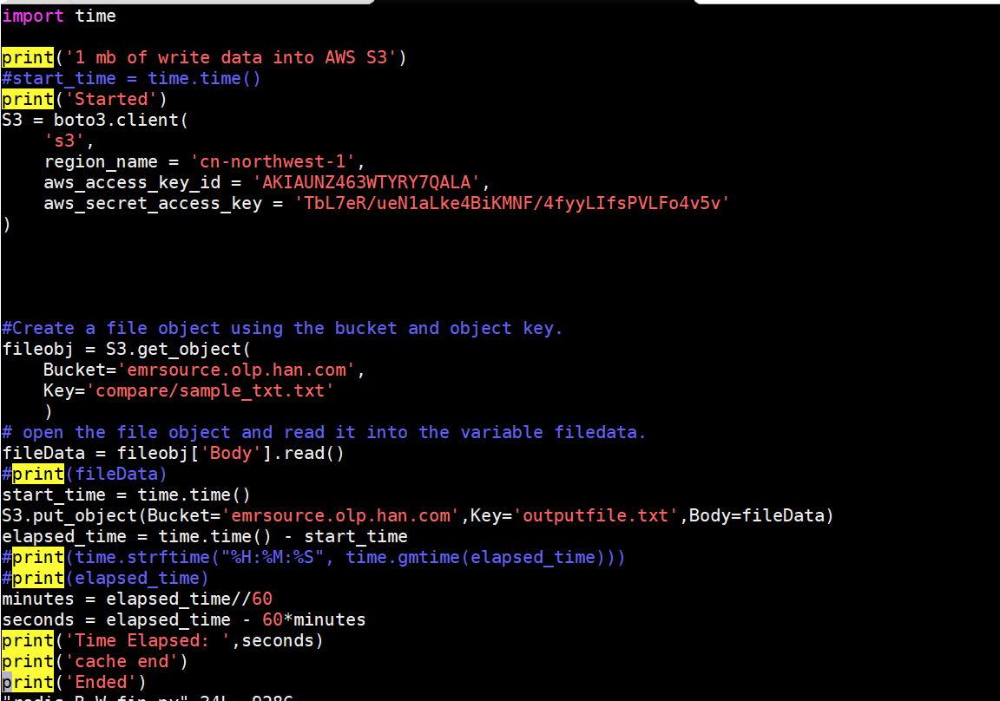 import time
print('1 mb of write data into AWS S3')
#start_time = time.time()
print('Started')
S3 = boto3.client(
    's3',
    region_name = 'cn-northwest-1',
    aws_access_key_id = 'AKIAUNZ463WTYRY7QALA',
    aws_secret_access_key = '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'
)
#Create a file object using the bucket and object key.
fileobj = S3.get_object(
    Bucket='emrsource.olp.han.com',
    Key='compare/sample_txt.txt'
    )
# open the file object and read it into the variable filedata.
fileData = fileobj['Body'].read()
#print(fileData)
start_time = time.time()
S3.put_object(Bucket='emrsource.olp.han.com',Key='outputfile.txt',Body=fileData)
elapsed_time = time.time() - start_time
#print(time.strftime("%H:%M:%S", time.gmtime(elapsed_time)))
#print(elapsed_time)
minutes = elapsed_time//60
seconds = elapsed_time - 60*minutes
print('Time Elapsed: ',seconds)
print('cache end')
print('Ended')